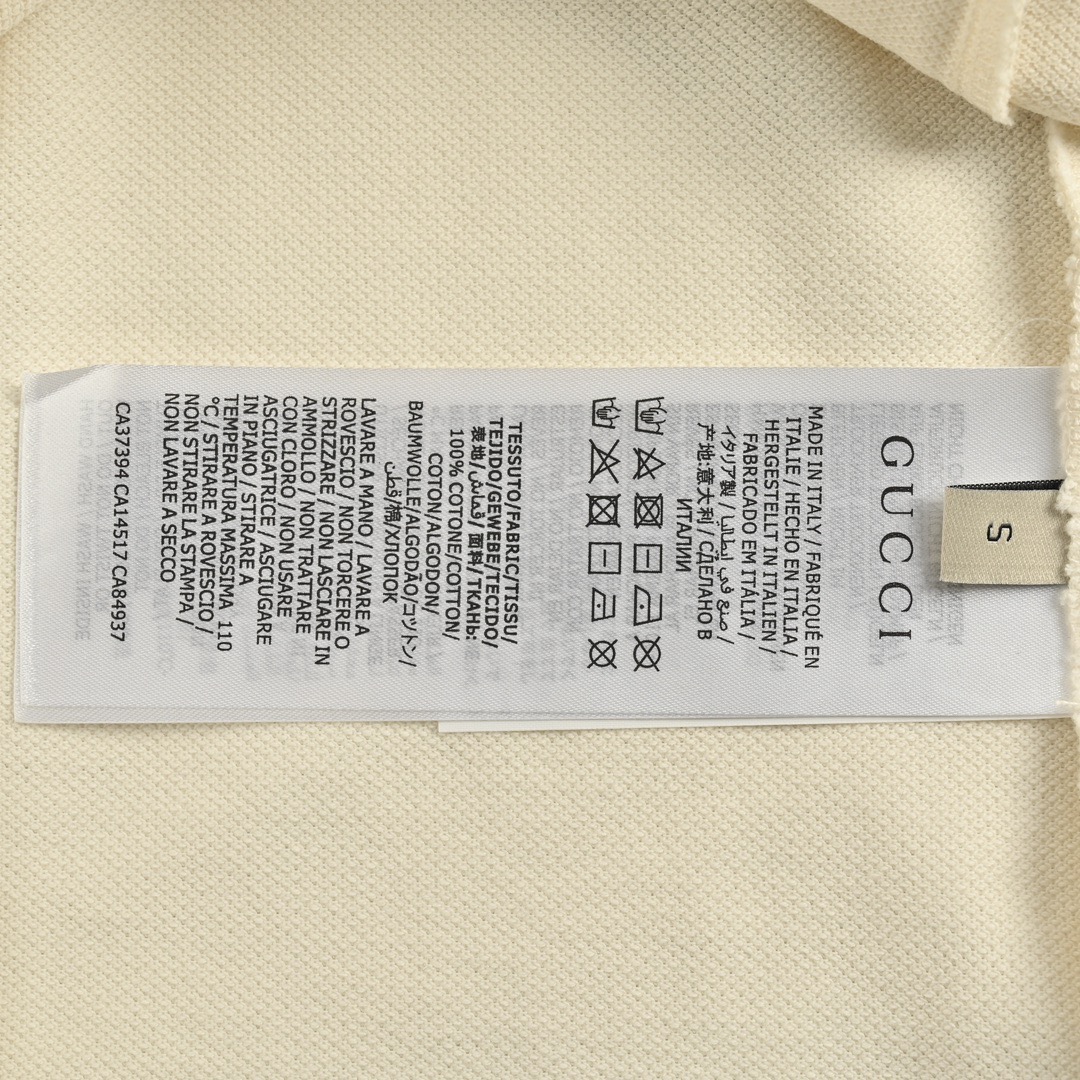 S
GUCCI
MADE IN ITALY / FABRIQUÉ EN
ITALIE / HECHO EN ITALIA /
HERGESTELLT IN ITALIEN /
FABRICADO EM ITÁLIA /
イタリア製 / صنع في إيطاليا /
产地:意大利 / СДЕЛАНО В
ИТАЛИИ
TESSUTO/FABRIC/TISSU/
TEJIDO/GEWEBE/TECIDO/
表地/قماش/面料/ТКАНЬ:
100% COTONE/COTTON/
COTON/ALGODON/
BAUMWOLLE/ALGODÃO/コットン/
قطن/棉/ХЛОПОК
LAVARE A MANO / LAVARE A
ROVESCIO / NON TORCERE O
STRIZZARE / NON LASCIARE IN
AMMOLLO / NON TRATTARE
CON CLORO / NON USARE
ASCIUGATRICE / ASCIUGARE
IN PIANO / STIRARE A
TEMPERATURA MASSIMA 110
°C/ STIRARE A ROVESCIO /
NON STIRARE LA STAMPA /
NON LAVARE A SECCO
CA37394 CA14517 CA84937